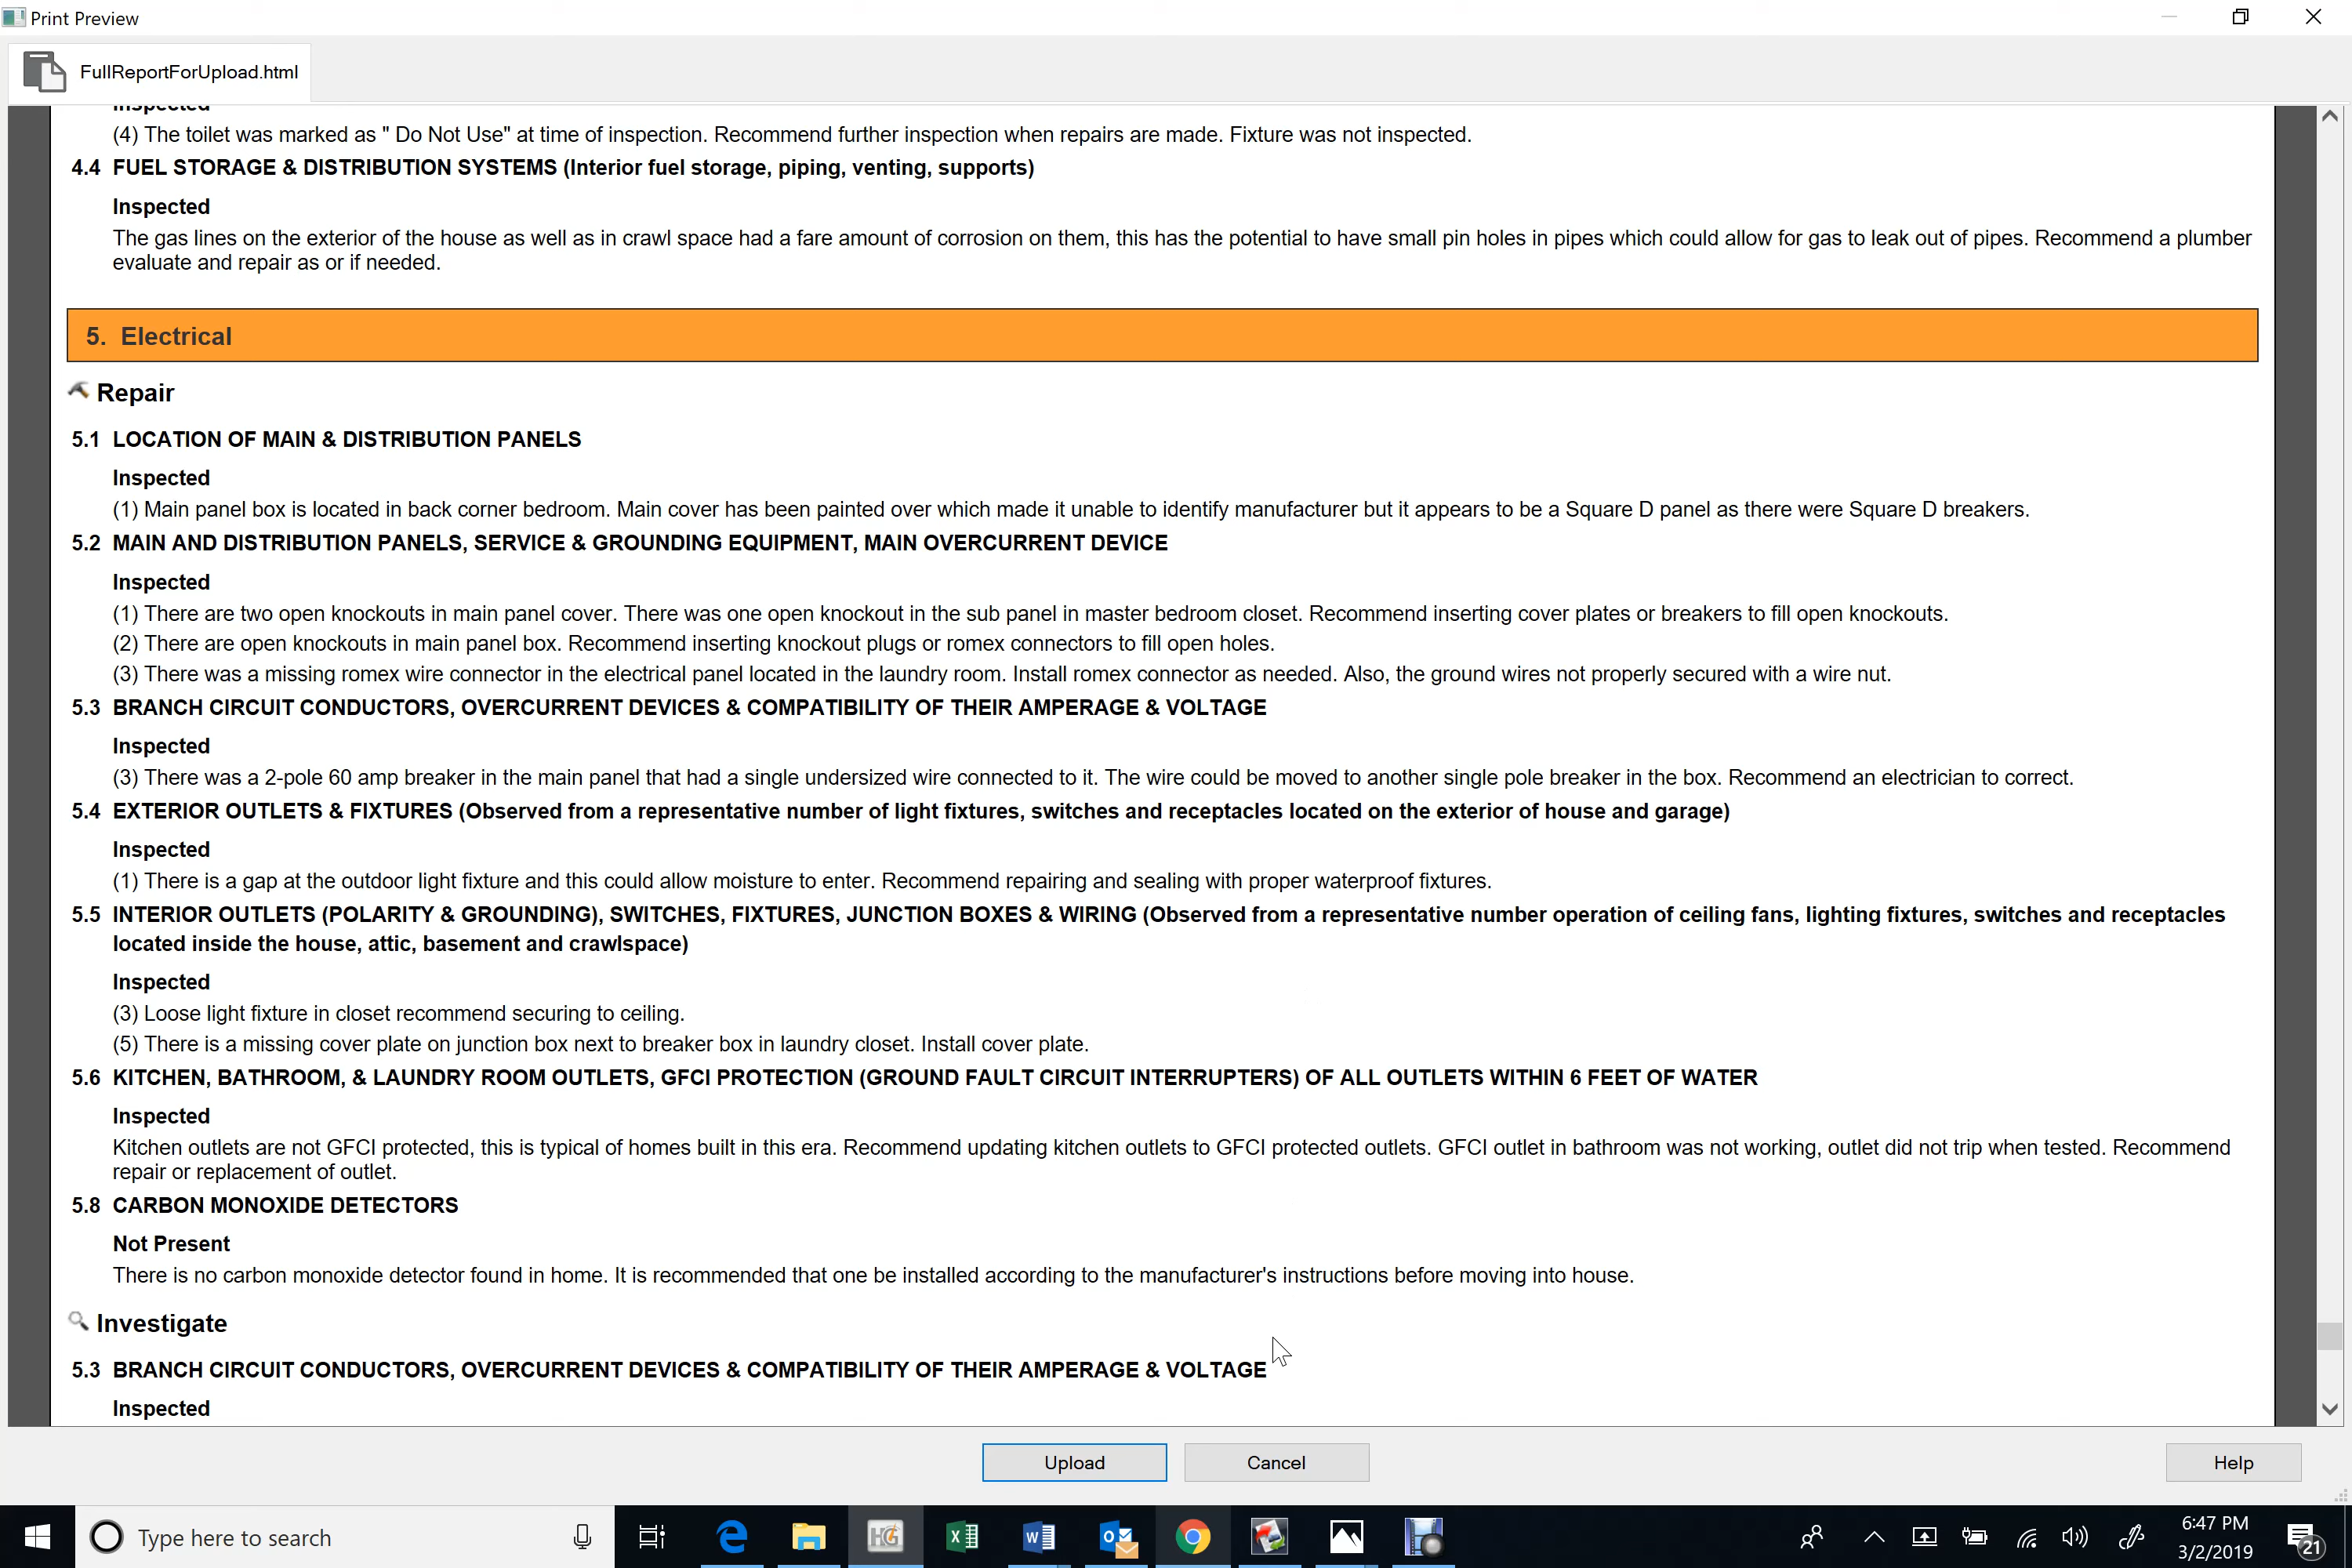 Print Preview
FullReportForUpload.html
Inspected
(4) The toilet was marked as " Do Not Use" at time of inspection. Recommend further inspection when repairs are made. Fixture was not inspected.
4.4 FUEL STORAGE & DISTRIBUTION SYSTEMS (Interior fuel storage, piping, venting, supports)
Inspected
The gas lines on the exterior of the house as well as in crawl space had a fare amount of corrosion on them, this has the potential to have small pin holes in pipes which could allow for gas to leak out of pipes. Recommend a plumber
evaluate and repair as or if needed.
5. Electrical
Repair
5.1 LOCATION OF MAIN & DISTRIBUTION PANELS
Inspected
(1) Main panel box is located in back corner bedroom. Main cover has been painted over which made it unable to identify manufacturer but it appears to be a Square D panel as there were Square D breakers.
5.2 MAIN AND DISTRIBUTION PANELS, SERVICE & GROUNDING EQUIPMENT, MAIN OVERCURRENT DEVICE
Inspected
(1) There are two open knockouts in main panel cover. There was one open knockout in the sub panel in master bedroom closet. Recommend inserting cover plates or breakers to fill open knockouts.
(2) There are open knockouts in main panel box. Recommend inserting knockout plugs or romex connectors to fill open holes.
(3) There was a missing romex wire connector in the electrical panel located in the laundry room. Install romex connector as needed. Also, the ground wires not properly secured with a wire nut.
5.3 BRANCH CIRCUIT CONDUCTORS, OVERCURRENT DEVICES & COMPATIBILITY OF THEIR AMPERAGE & VOLTAGE
Inspected
(3) There was a 2-pole 60 amp breaker in the main panel that had a single undersized wire connected to it. The wire could be moved to another single pole breaker in the box. Recommend an electrician to correct.
5.4 EXTERIOR OUTLETS & FIXTURES (Observed from a representative number of light fixtures, switches and receptacles located on the exterior of house and garage)
Inspected
(1) There is a gap at the outdoor light fixture and this could allow moisture to enter. Recommend repairing and sealing with proper waterproof fixtures.
5.5 INTERIOR OUTLETS (POLARITY & GROUNDING), SWITCHES, FIXTURES, JUNCTION BOXES & WIRING (Observed from a representative number operation of ceiling fans, lighting fixtures, switches and receptacles
located inside the house, attic, basement and crawlspace)
Inspected
(3) Loose light fixture in closet recommend securing to ceiling.
(5) There is a missing cover plate on junction box next to breaker box in laundry closet. Install cover plate.
5.6 KITCHEN, BATHROOM, & LAUNDRY ROOM OUTLETS, GFCI PROTECTION (GROUND FAULT CIRCUIT INTERRUPTERS) OF ALL OUTLETS WITHIN 6 FEET OF WATER
Inspected
Kitchen outlets are not GFCI protected, this is typical of homes built in this era. Recommend updating kitchen outlets to GFCI protected outlets. GFCI outlet in bathroom was not working, outlet did not trip when tested. Recommend
repair or replacement of outlet.
5.8 CARBON MONOXIDE DETECTORS
Not Present
There is no carbon monoxide detector found in home. It is recommended that one be installed according to the manufacturer's instructions before moving into house.
Investigate
5.3 BRANCH CIRCUIT CONDUCTORS, OVERCURRENT DEVICES & COMPATIBILITY OF THEIR AMPERAGE & VOLTAGE
Inspected
Upload
Cancel
Help
Type here to search
HG
6:47 PM
3/2/2019
21